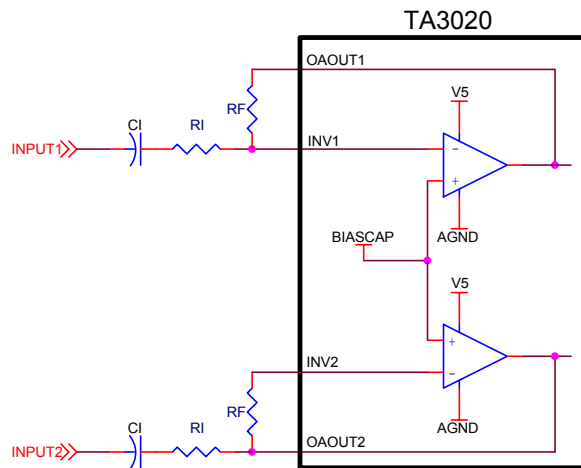 TA3020
OAOUT1
V5
CI
RI
RF
INPUT1
INV1
-
+
BIASCAP
AGND
V5
+
INV2
-
RF
CI
RI
AGND
INPUT2
OAOUT2